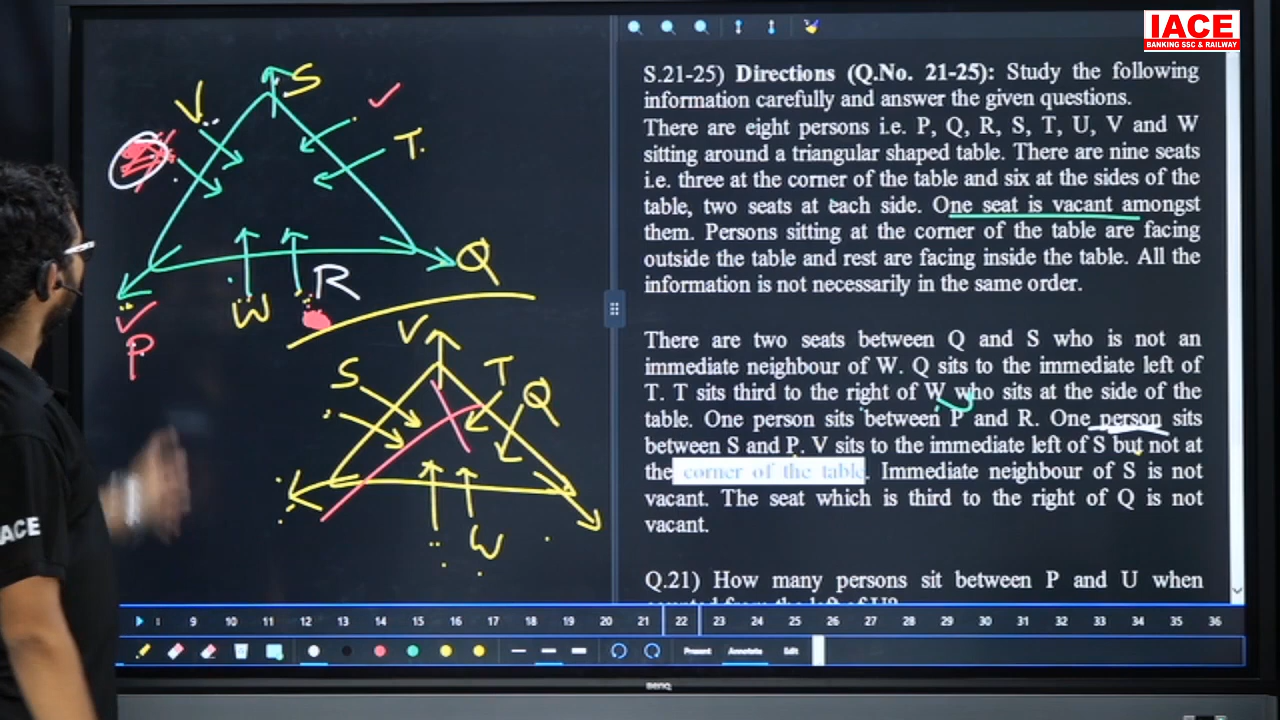 IACE
BANKING SSC & RAILWAY
S
V
T.
Q
W
R
P
V
S
T
Q
W
S.21-25) Directions (Q.No. 21-25): Study the following
information carefully and answer the given questions.
There are eight persons i.e. P, Q, R, S, T, U, V and W
sitting around a triangular shaped table. There are nine seats
i.e. three at the corner of the table and six at the sides of the
table, two seats at each side. One seat is vacant amongst
them. Persons sitting at the corner of the table are facing
outside the table and rest are facing inside the table. All the
information is not necessarily in the same order.
There are two seats between Q and S who is not an
immediate neighbour of W. Q sits to the immediate left of
T. T sits third to the right of W who sits at the side of the
table. One person sits between P and R. One person sits
between S and P. V sits to the immediate left of S but not at
the corner of the table. Immediate neighbour of S is not
vacant. The seat which is third to the right of Q is not
vacant.
Q.21) How many persons sit between P and U when
counted from the left of U?
9 10 11 12 13 14 15 16 17 18 19 20 21 22 23 24 25 26 27 28 29 30 31 32 33 34 35 36
Present Annotate Edit
BenQ
ACE